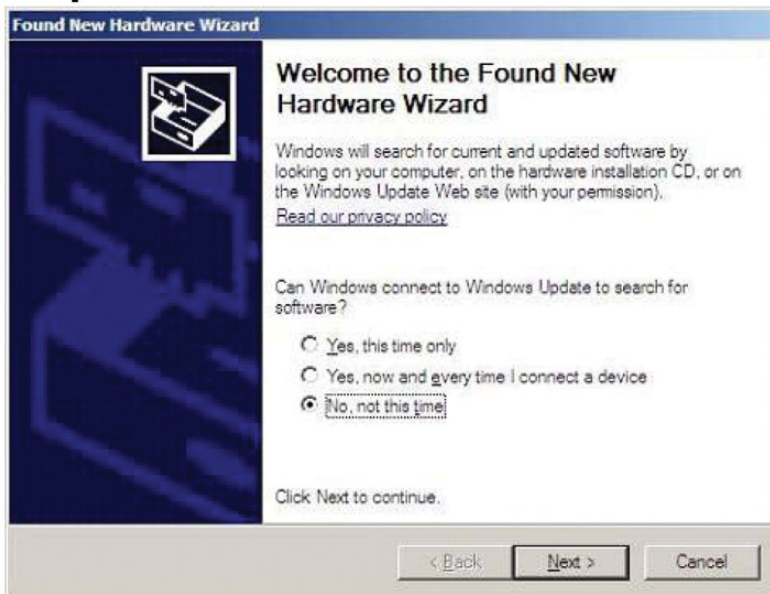 Found New Hardware Wizard
Welcome to the Found New
Hardware Wizard
Windows will search for current and updated software by
looking on your computer, on the hardware installation CD, or on
the Windows Update Web site (with your permission).
Read our privacy policy
Can Windows connect to Windows Update to search for
software?
Yes, this time only
Yes, now and every time I connect a device
No, not this time
Click Next to continue.
< Back Next > Cancel